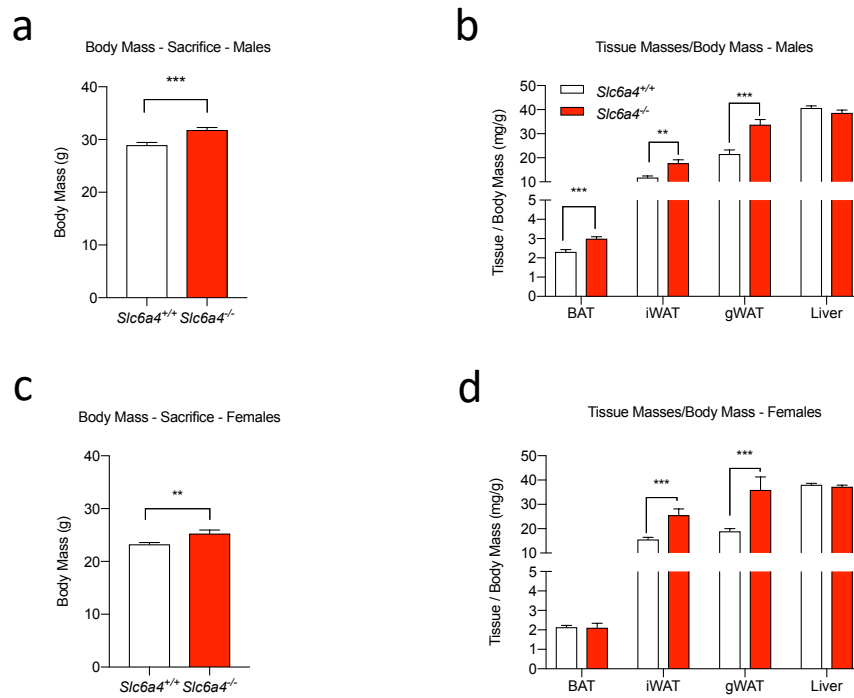 a
Body Mass - Sacrifice - Males
Body Mass (g)
40
30
20
10
0
***
Slc6a4+/+ Slc6a4-/-
b
Tissue Masses/Body Mass - Males
Tissue / Body Mass (mg/g)
50
40
30
20
10
6
5
4
3
2
1
0
Slc6a4+/+
Slc6a4-/-
***
**
***
BAT iWAT gWAT Liver
c
Body Mass - Sacrifice - Females
Body Mass (g)
40
30
20
10
0
**
Slc6a4+/+ Slc6a4-/-
d
Tissue Masses/Body Mass - Females
Tissue / Body Mass (mg/g)
50
40
30
20
10
6
5
4
3
2
1
0
***
***
BAT iWAT gWAT Liver